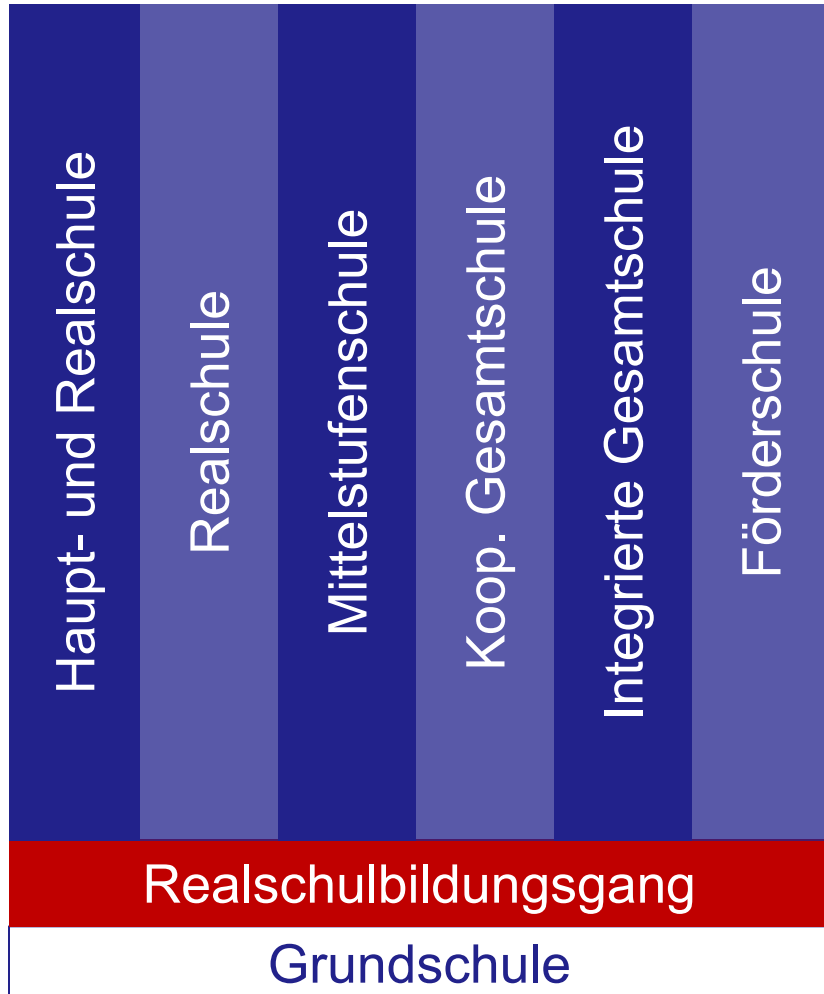 Haupt- und Realschule
Realschule
Mittelstufenschule
Koop. Gesamtschule
Integrierte Gesamtschule
Förderschule
Realschulbildungsgang
Grundschule